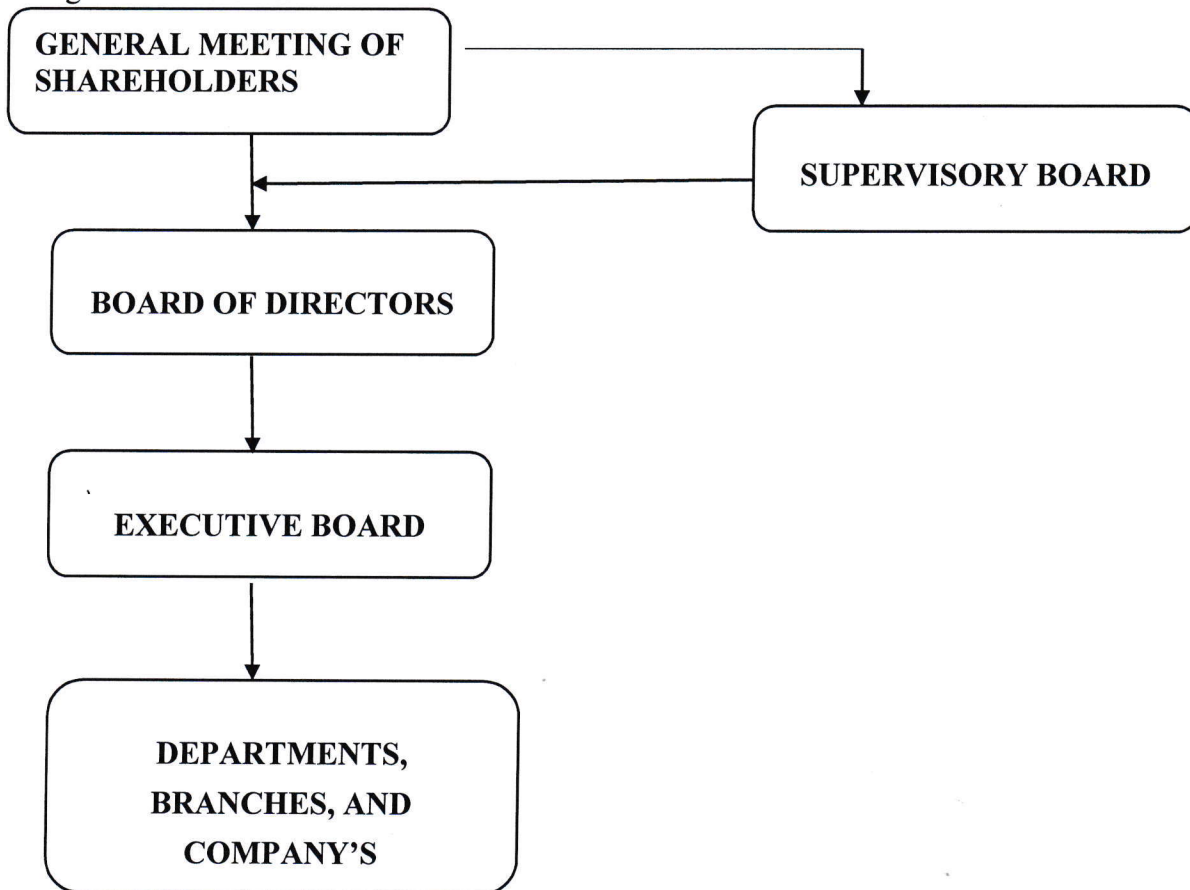 GENERAL MEETING OF
SHAREHOLDERS
SUPERVISORY BOARD
BOARD OF DIRECTORS
EXECUTIVE BOARD
DEPARTMENTS,
BRANCHES, AND
COMPANY'S